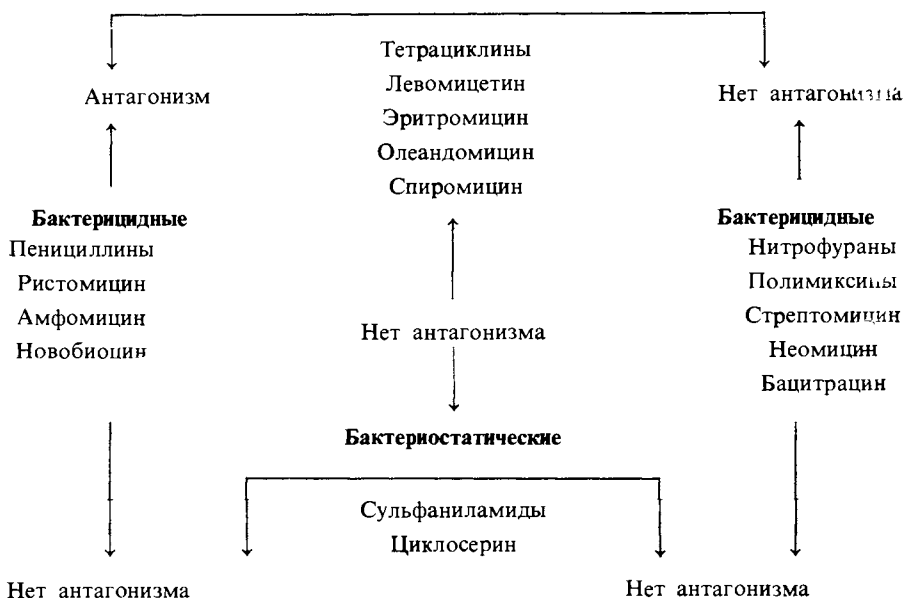 Тетрациклины
Левомицетин
Эритромицин
Олеандомицин
Спиромицин
Антагонизм
Нет антагонизма
Бактерицидные
Пенициллины
Ристомицин
Амфомицин
Новобиоцин
Нет антагонизма
Бактерицидные
Нитрофураны
Полимиксины
Стрептомицин
Неомицин
Бацитрацин
Бактериостатические
Сульфаниламиды
Циклосерин
Нет антагонизма
Нет антагонизма